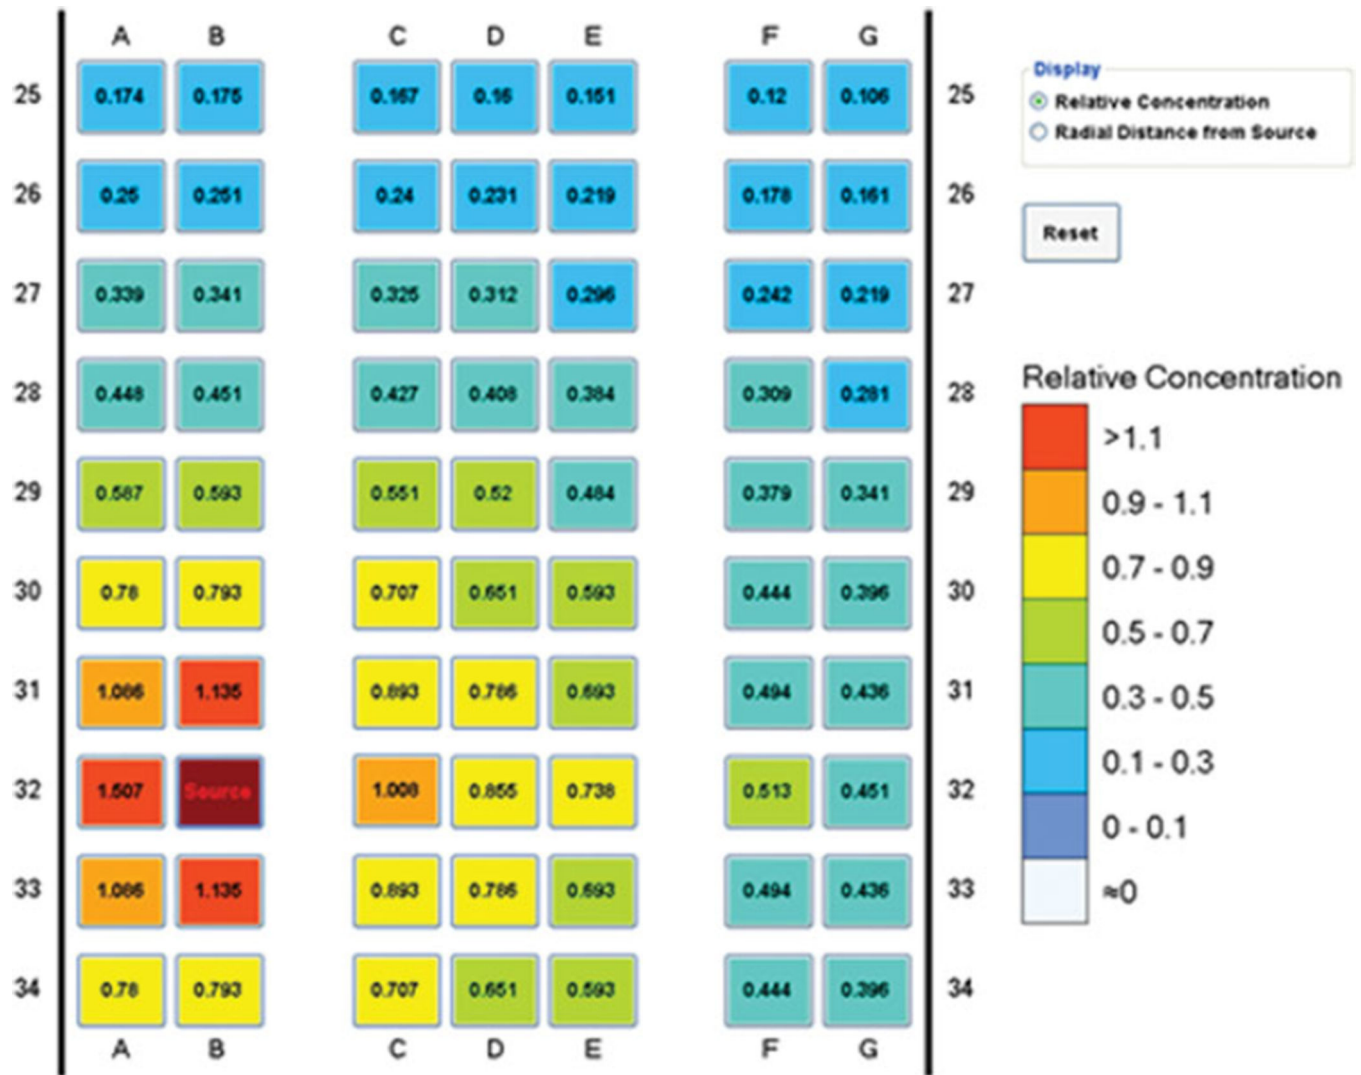 A B C D E F G
25 0.174 0.175 0.167 0.16 0.151 0.12 0.106 25
26 0.25 0.251 0.24 0.231 0.219 0.178 0.161 26
27 0.339 0.341 0.325 0.312 0.296 0.242 0.219 27
28 0.448 0.451 0.427 0.408 0.384 0.309 0.281 28
29 0.587 0.593 0.551 0.52 0.484 0.379 0.341 29
30 0.78 0.793 0.707 0.651 0.593 0.444 0.396 30
31 1.086 1.135 0.893 0.786 0.693 0.494 0.436 31
32 1.507 Source 1.008 0.855 0.738 0.513 0.451 32
33 1.086 1.135 0.893 0.786 0.693 0.494 0.436 33
34 0.78 0.793 0.707 0.651 0.593 0.444 0.396 34
A B C D E F G
Display
Relative Concentration
Radial Distance from Source
Reset
Relative Concentration
>1.1
0.9 - 1.1
0.7 - 0.9
0.5 - 0.7
0.3 - 0.5
0.1 - 0.3
0 - 0.1
≈0